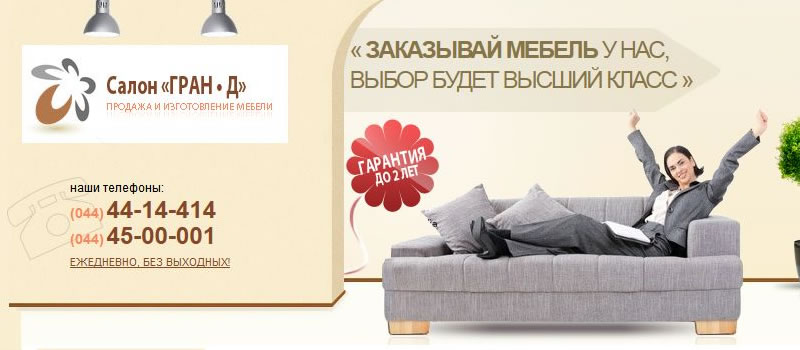 Салон «ГРАН • Д»
ПРОДАЖА И ИЗГОТОВЛЕНИЕ МЕБЕЛИ
наши телефоны:
(044) 44-14-414
(044) 45-00-001
ЕЖЕДНЕВНО, БЕЗ ВЫХОДНЫХ!
« ЗАКАЗЫВАЙ МЕБЕЛЬ У НАС,
ВЫБОР БУДЕТ ВЫСШИЙ КЛАСС »
ГАРАНТИЯ
ДО 2 ЛЕТ